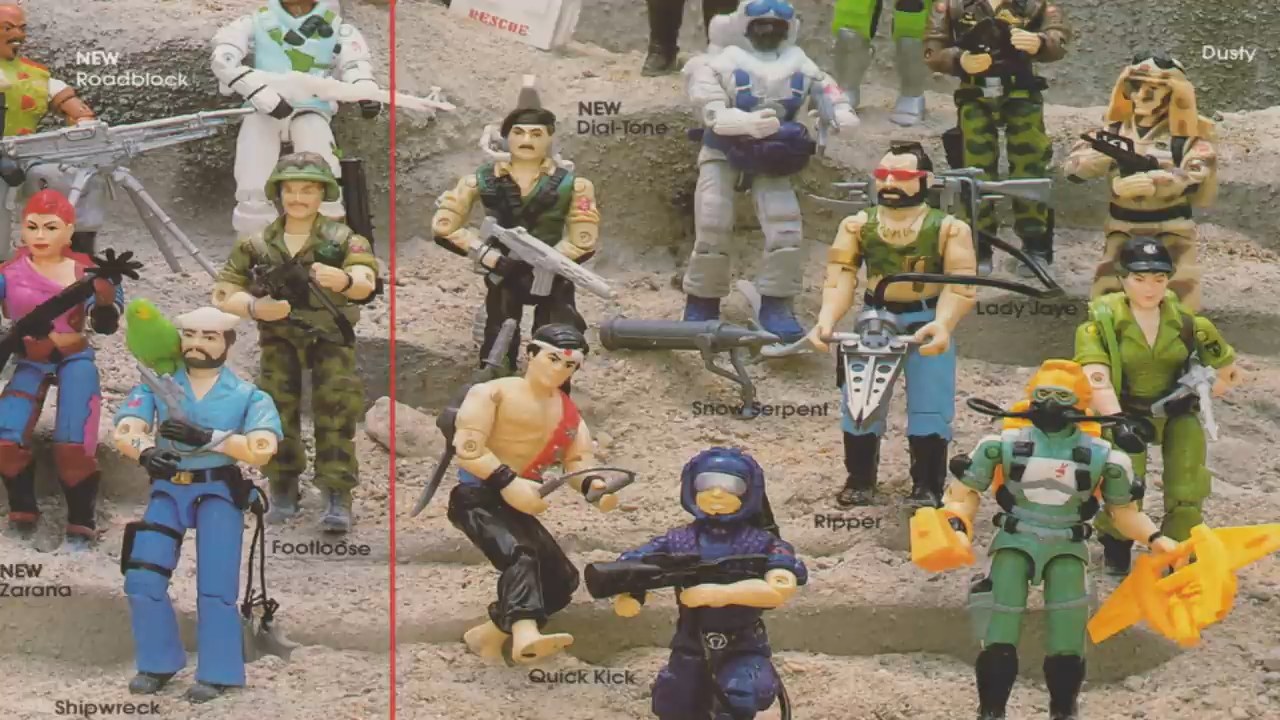 RESCUE
NEW
Roadblock
NEW
Dial-Tone
Dusty
Lady Jaye
Snow Serpent
Ripper
Footloose
NEW
Zarana
Quick Kick
Shipwreck